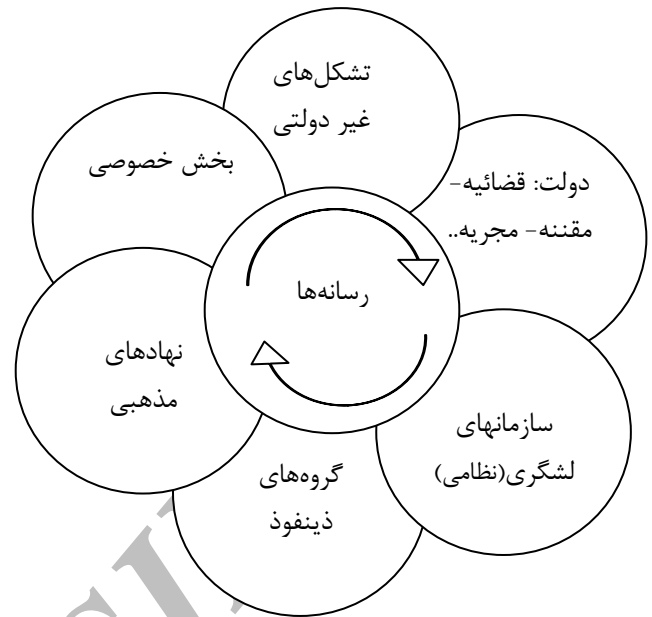 تشکل‌های
غیر دولتی
بخش خصوصی
دولت: قضائیه-
مقننه- مجریه..
رسانه‌ها
نهادهای
مذهبی
سازمانهای
لشگری(نظامی)
گروه‌های
ذینفوذ